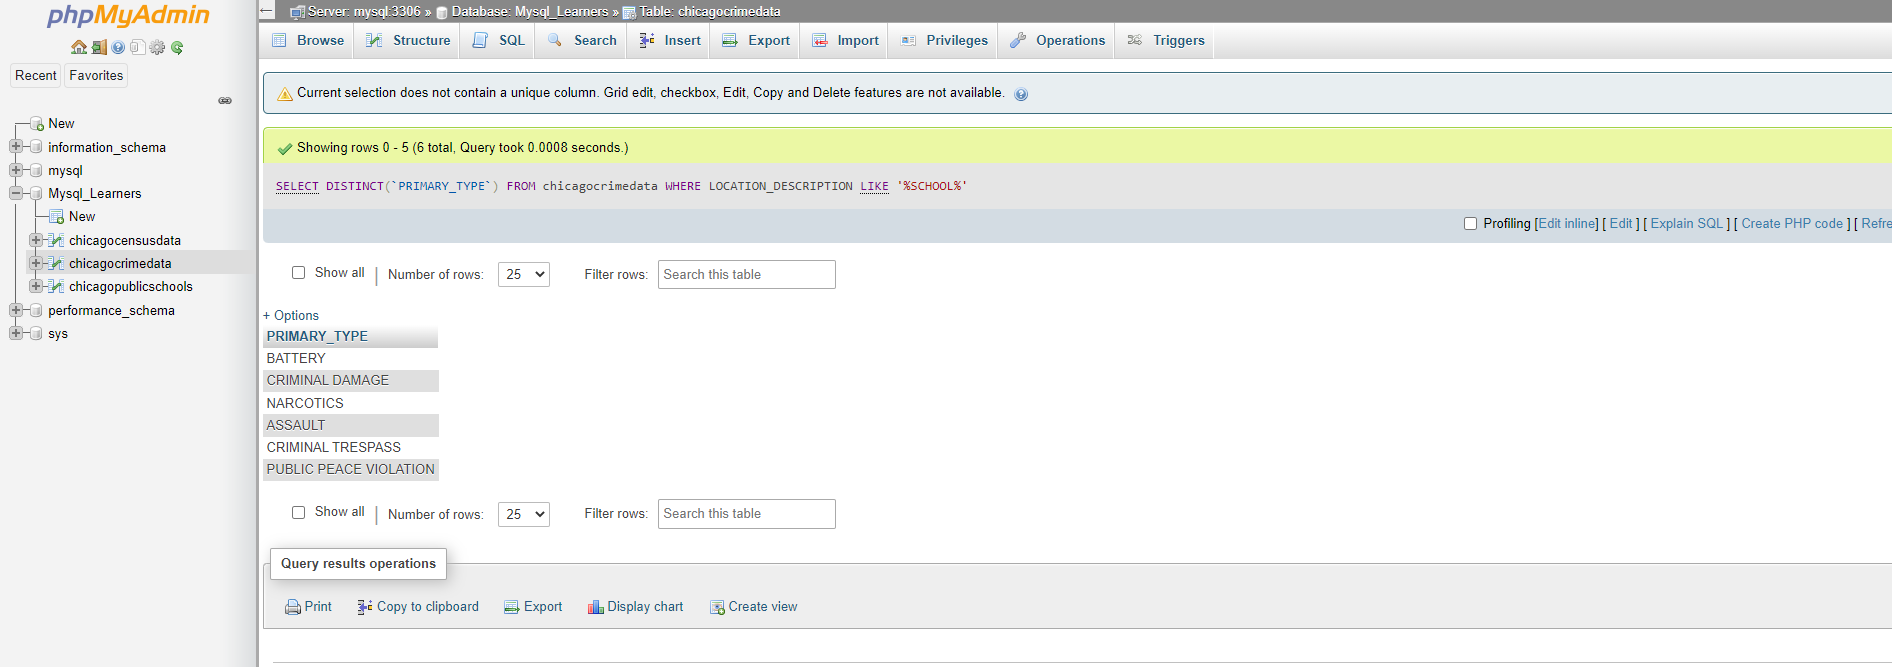 phpMyAdmin
Recent Favorites
New
information_schema
mysql
Mysql_Learners
New
chicagocensusdata
chicagocrimedata
chicagopublicschools
performance_schema
sys
Server: mysql:3306 » Database: Mysql_Learners » Table: chicagocrimedata
Browse Structure SQL Search Insert Export Import Privileges Operations Triggers
Current selection does not contain a unique column. Grid edit, checkbox, Edit, Copy and Delete features are not available.
Showing rows 0 - 5 (6 total, Query took 0.0008 seconds.)
SELECT DISTINCT(`PRIMARY_TYPE`) FROM chicagocrimedata WHERE LOCATION_DESCRIPTION LIKE '%SCHOOL%'
Profiling [Edit inline] [ Edit ] [ Explain SQL ] [ Create PHP code ] [ Refre
Show all | Number of rows: 25 Filter rows: Search this table
+ Options
PRIMARY_TYPE
BATTERY
CRIMINAL DAMAGE
NARCOTICS
ASSAULT
CRIMINAL TRESPASS
PUBLIC PEACE VIOLATION
Show all | Number of rows: 25 Filter rows: Search this table
Query results operations
Print Copy to clipboard Export Display chart Create view